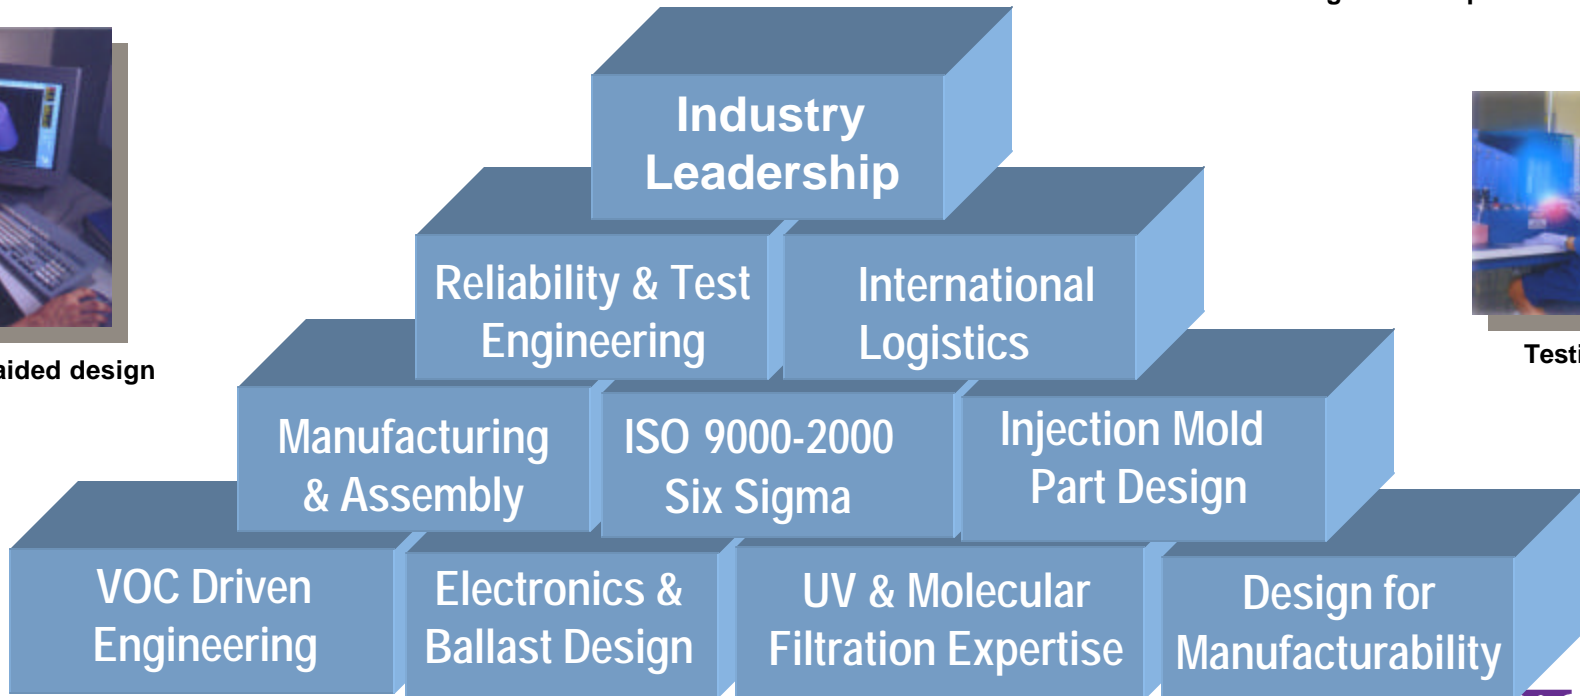 Industry
Leadership
Reliability & Test
Engineering
International
Logistics
aided design
Manufacturing
& Assembly
ISO 9000-2000
Six Sigma
Injection Mold
Part Design
VOC Driven
Engineering
Electronics &
Ballast Design
UV & Molecular
Filtration Expertise
Design for
Manufacturability